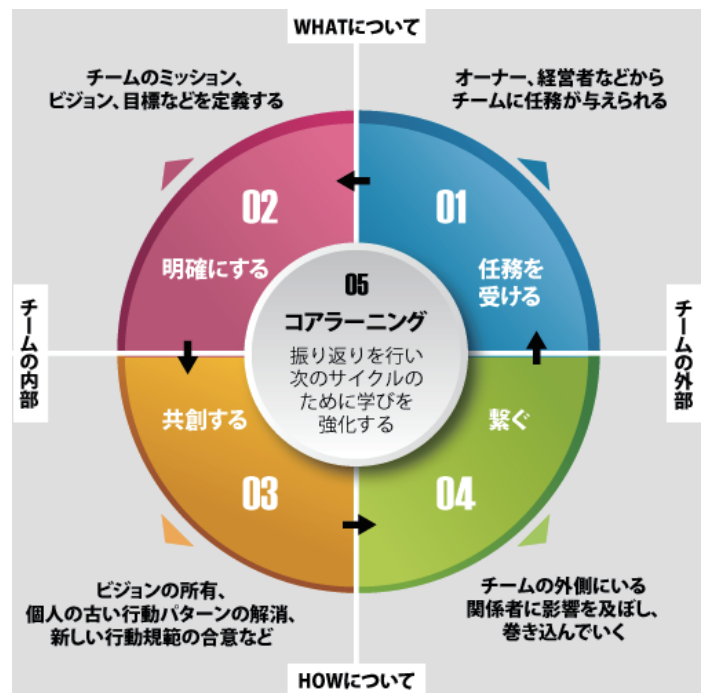 WHATについて
チームのミッション、
ビジョン、目標などを定義する
オーナー、経営者などから
チームに任務が与えられる
02
明確にする
01
任務を
受ける
05
コアラーニング
振り返りを行い
次のサイクルの
ために学びを
強化する
チームの内部
チームの外部
共創する
03
繋ぐ
04
ビジョンの所有、
個人の古い行動パターンの解消、
新しい行動規範の合意など
チームの外側にいる
関係者に影響を及ぼし、
巻き込んでいく
HOWについて